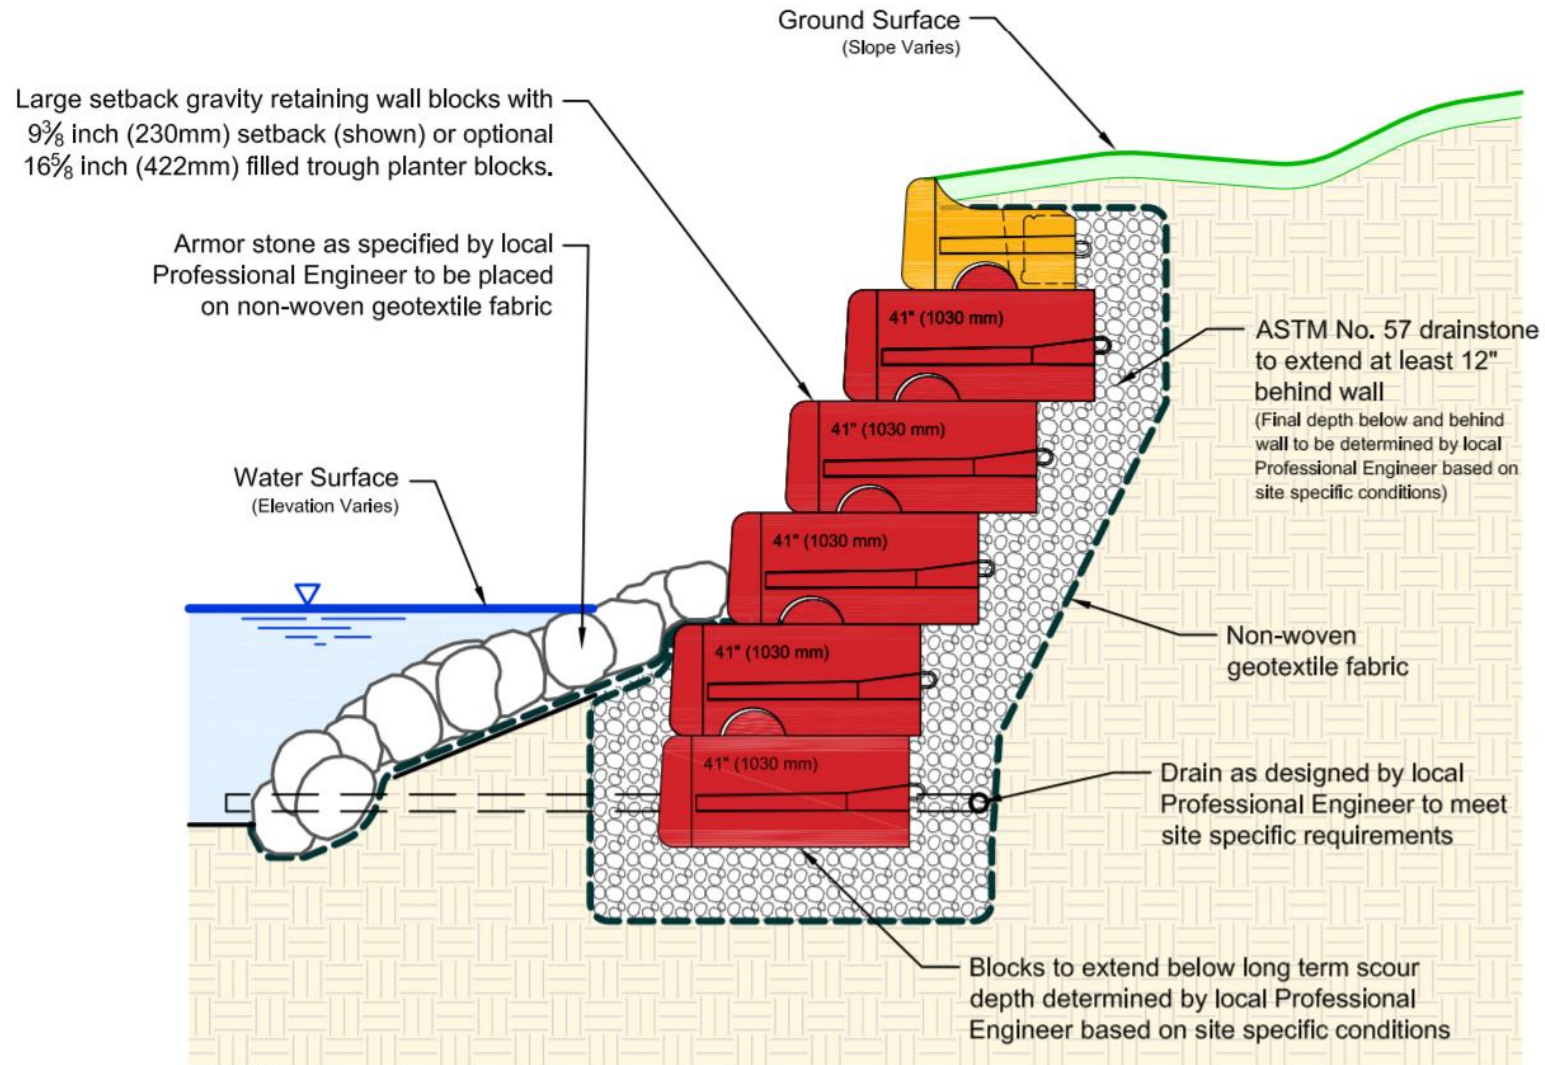 Ground Surface
(Slope Varies)
Large setback gravity retaining wall blocks with
9⅜ inch (230mm) setback (shown) or optional
16⅝ inch (422mm) filled trough planter blocks.
Armor stone as specified by local
Professional Engineer to be placed
on non-woven geotextile fabric
41" (1030 mm)
ASTM No. 57 drainstone
to extend at least 12"
behind wall
(Final depth below and behind
wall to be determined by local
Professional Engineer based on
site specific conditions)
41" (1030 mm)
Water Surface
(Elevation Varies)
41" (1030 mm)
41" (1030 mm)
Non-woven
geotextile fabric
41" (1030 mm)
Drain as designed by local
Professional Engineer to meet
site specific requirements
Blocks to extend below long term scour
depth determined by local Professional
Engineer based on site specific conditions